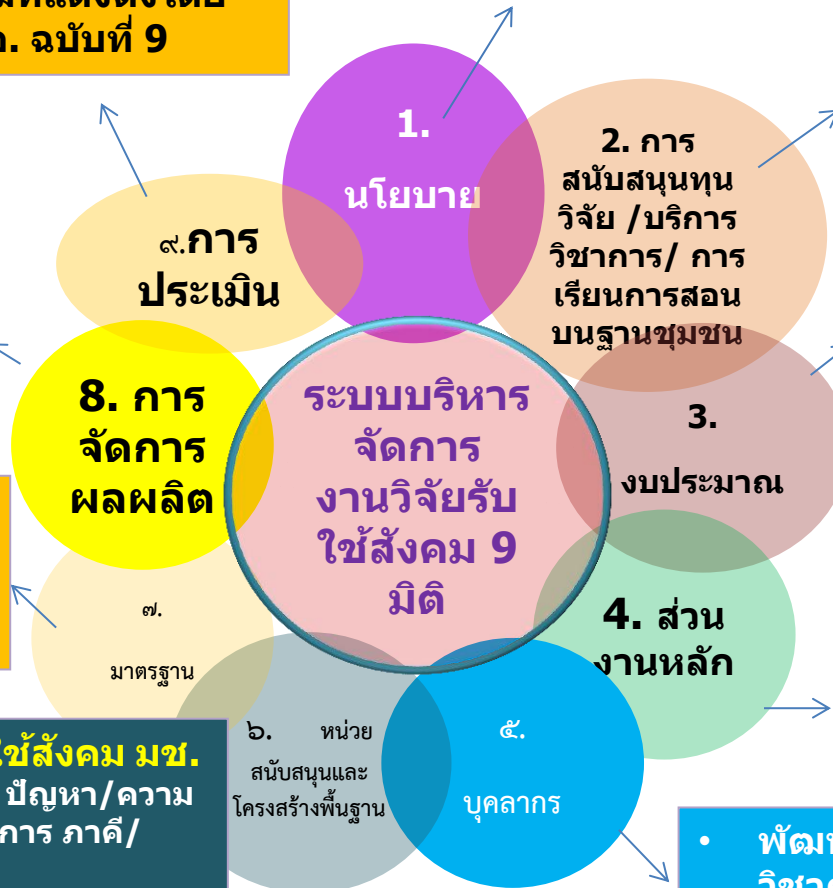 อ. ฉบับที่ 9
1.
นโยบาย
2. การ
สนับสนุนทุน
วิจัย /บริการ
วิชาการ/ การ
เรียนการสอน
บนฐานชุมชน
3.
งบประมาณ
4. ส่วน
งานหลัก
๕.
บุคลากร
๖. หน่วย
สนับสนุนและ
โครงสร้างพื้นฐาน
๗.
มาตรฐาน
8. การ
จัดการ
ผลผลิต
๙.การ
ประเมิน
ระบบบริหาร
จัดการ
งานวิจัยรับ
ใช้สังคม 9
มิติ
ใช้สังคม มช.
ปัญหา/ความ
การ ภาคี/
• พัฒ
วิชา